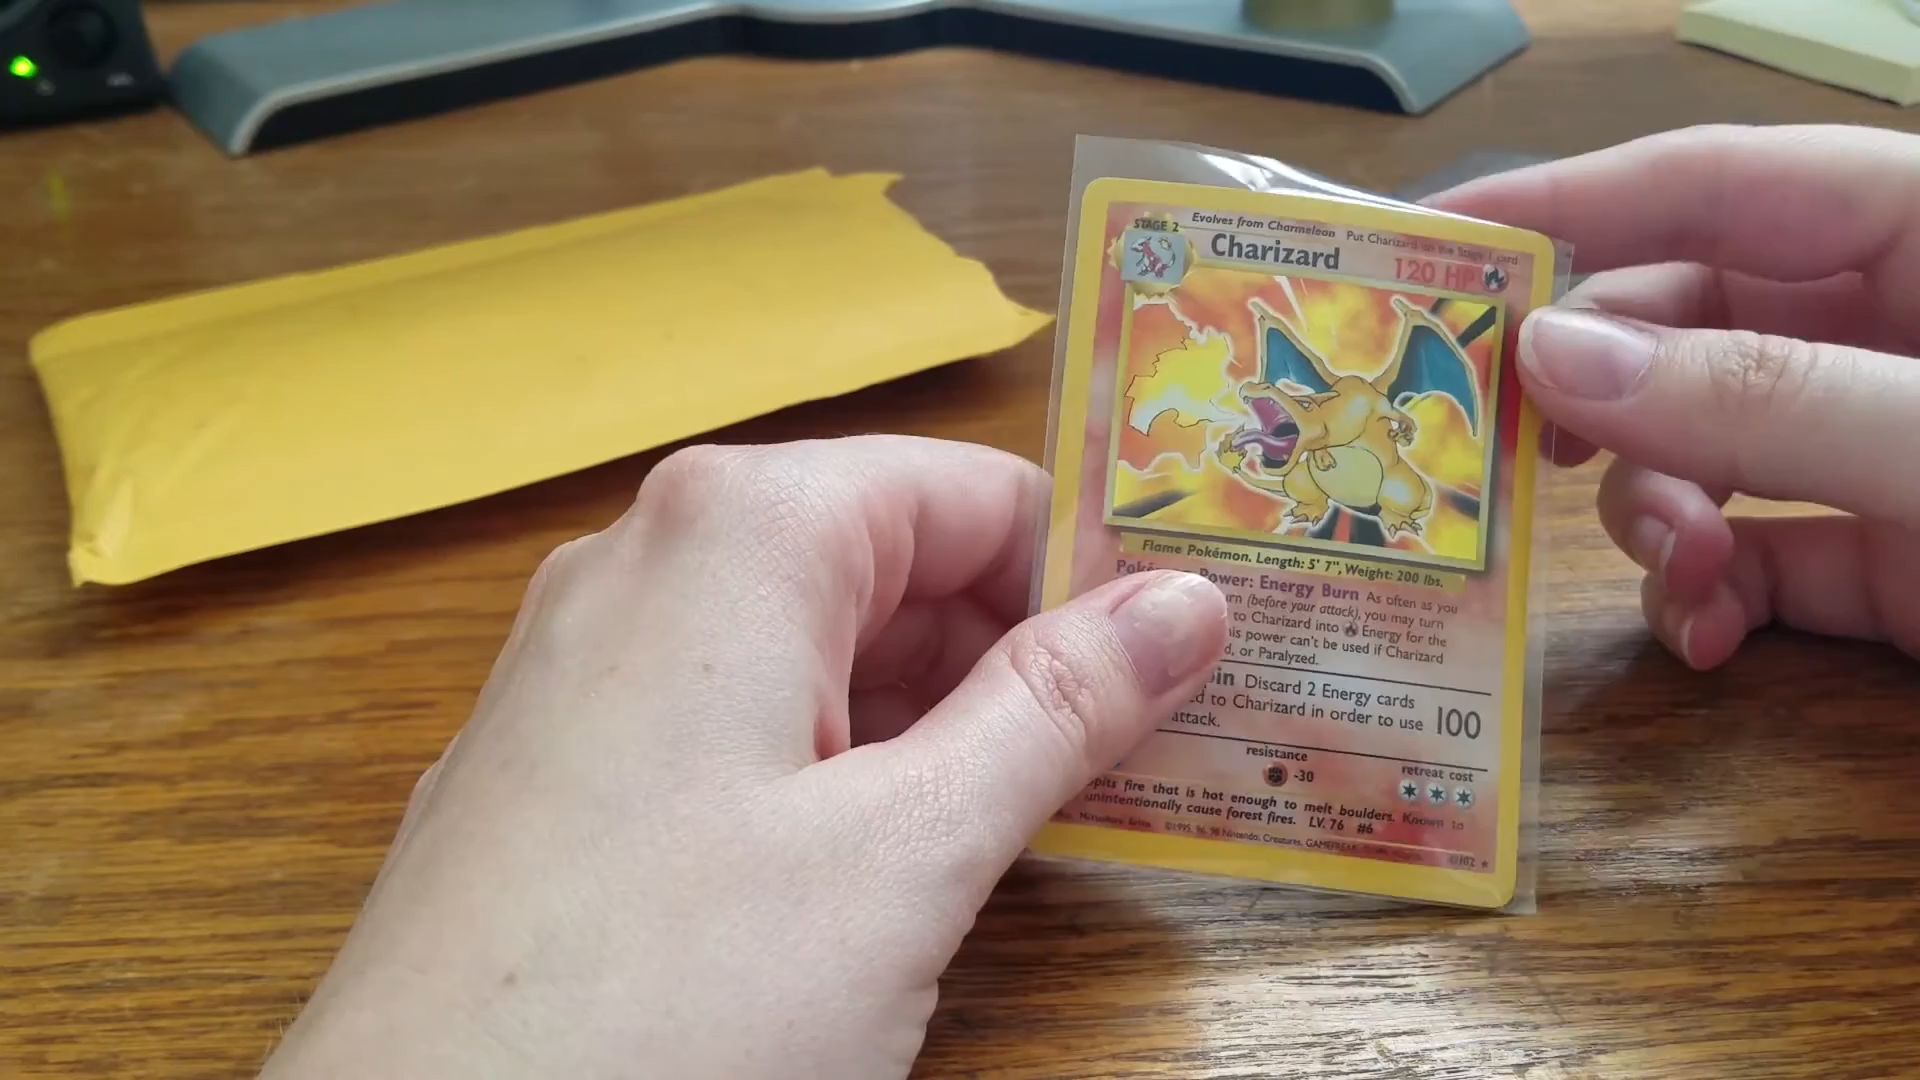 Evolves from Charmeleon Put Charizard on the Stage 1 card
STAGE 2
Charizard 120 HP
Flame Pokémon. Length: 5' 7", Weight: 200 lbs.
Power: Energy Burn As often as you
(before your attack), you may turn
to Charizard into Energy for the
power can't be used if Charizard
or Paralyzed.
Discard 2 Energy cards
to Charizard in order to use 100
attack.
resistance
-30
retreat cost
spits fire that is hot enough to melt boulders. Known to
unintentionally cause forest fires. LV. 76 #6
©1995, 96, 98 Nintendo, Creatures, GAMEFREAK.